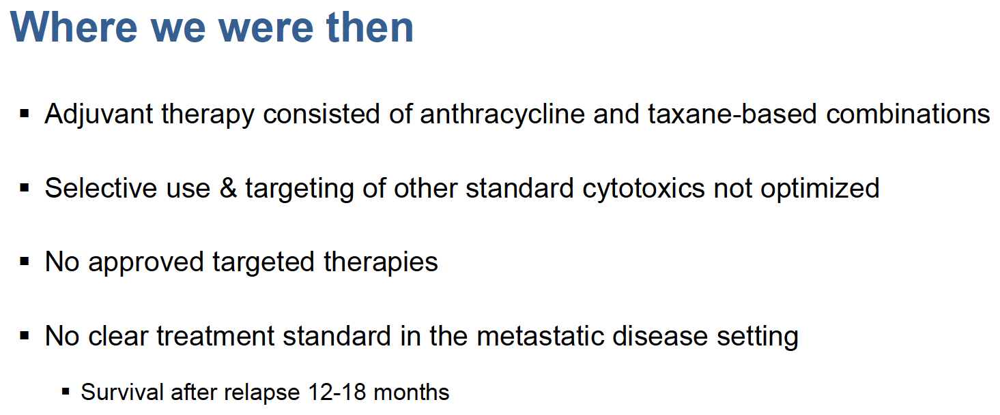 Where we were then
▪ Adjuvant therapy consisted of anthracycline and taxane-based combinations
▪ Selective use & targeting of other standard cytotoxics not optimized
▪ No approved targeted therapies
▪ No clear treatment standard in the metastatic disease setting
▪ Survival after relapse 12-18 months